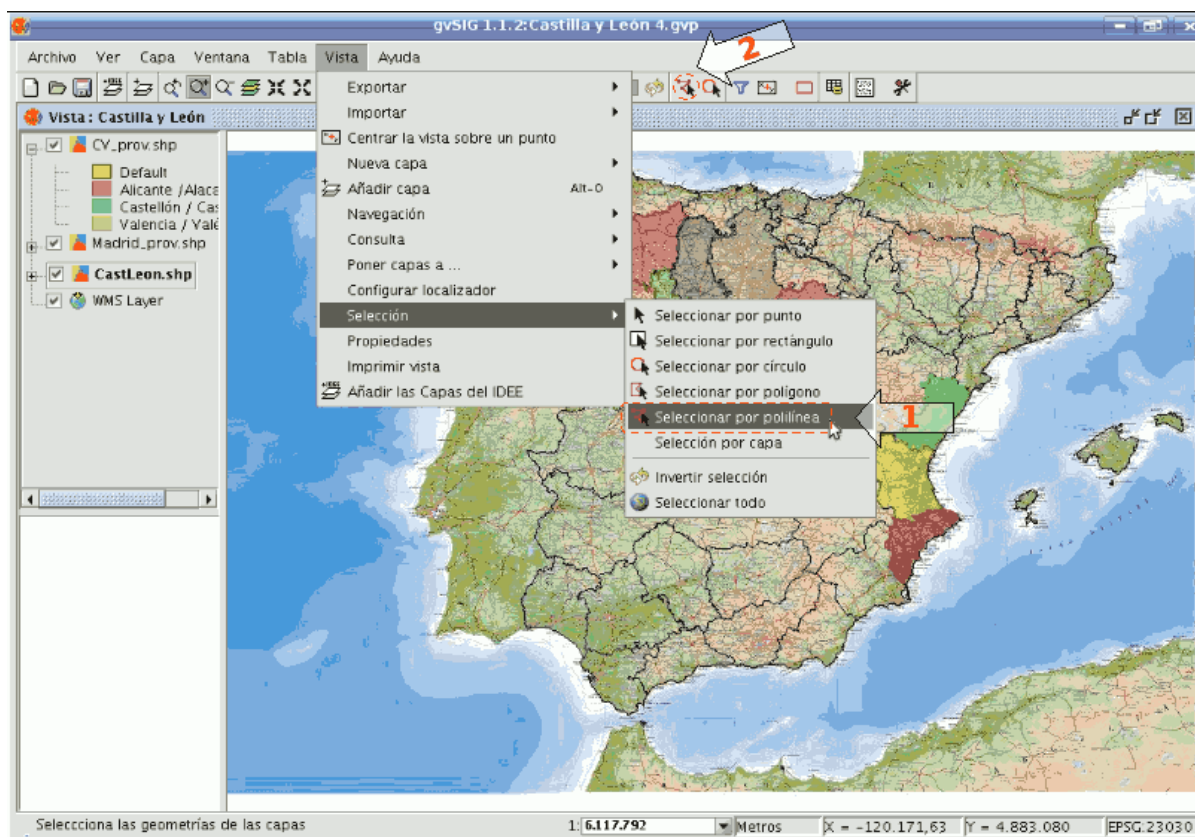 gvSIG 1.1.2:Castilla y León 4.gvp
Archivo Ver Capa Ventana Tabla Vista Ayuda
2
Vista : Castilla y León
CV_prov.shp
Default
Alicante /Alaca
Castellón / Cas
Valencia / Valé
Madrid_prov.shp
CastLeon.shp
WMS Layer
Exportar
Importar
Centrar la vista sobre un punto
Nueva capa
Añadir capa Alt-O
Navegación
Consulta
Poner capas a ...
Configurar localizador
Selección
Propiedades
Imprimir vista
Añadir las Capas del IDEE
Seleccionar por punto
Seleccionar por rectángulo
Seleccionar por círculo
Seleccionar por polígono
Seleccionar por polilínea
1
Selección por capa
Invertir selección
Seleccionar todo
Seleccciona las geometrías de las capas 1: 6.117.792 Metros X = -120.171,63 Y = 4.883.080 EPSG:23030